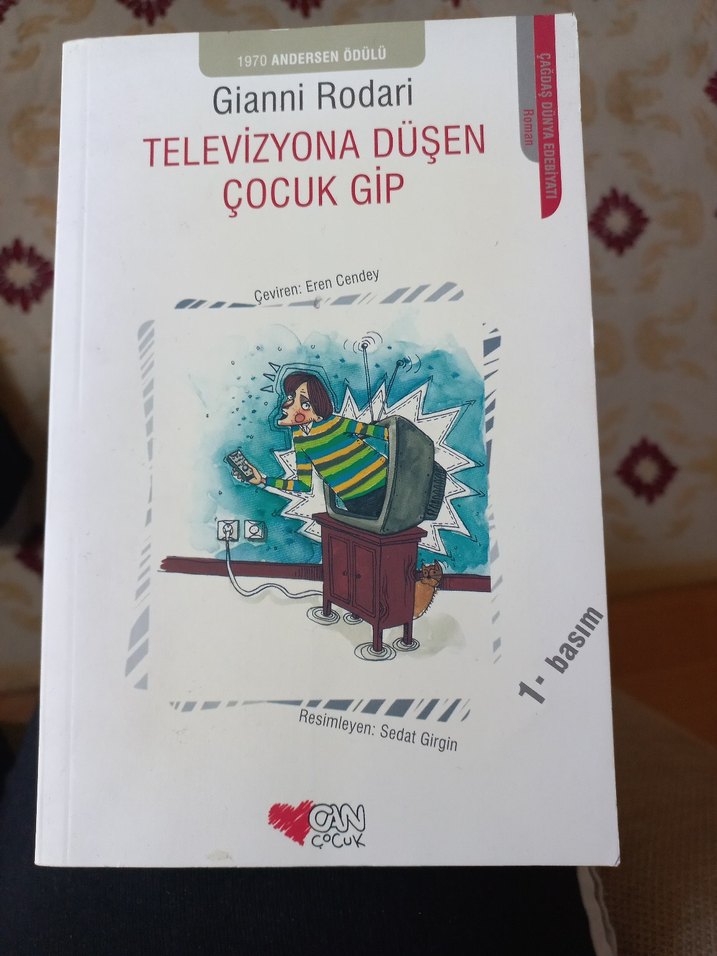 1970 ANDERSEN ÖDÜLÜ
Gianni Rodari
TELEVİZYONA DÜŞEN
ÇOCUK GİP
ÇAĞDAŞ DÜNYA EDEBİYATI
Roman
Çeviren: Eren Cendey
1. basım
Resimleyen: Sedat Girgin
CAN
ÇOCUK